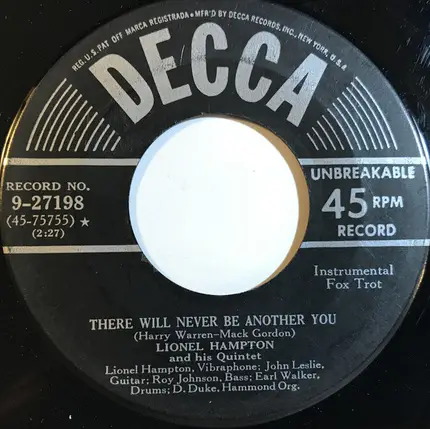 REG. U.S. PAT. OFF. MARCA REGISTRADA • MF'D BY DECCA RECORDS, INC., NEW YORK, U.S.A.
DECCA
RECORD NO.
9-27198
(45-75755) ★
(2:27)
UNBREAKABLE
45 RPM
RECORD
Instrumental
Fox Trot
THERE WILL NEVER BE ANOTHER YOU
(Harry Warren-Mack Gordon)
LIONEL HAMPTON
and his Quintet
Lionel Hampton, Vibraphone; John Leslie,
Guitar; Roy Johnson, Bass; Earl Walker,
Drums; D. Duke, Hammond Org.